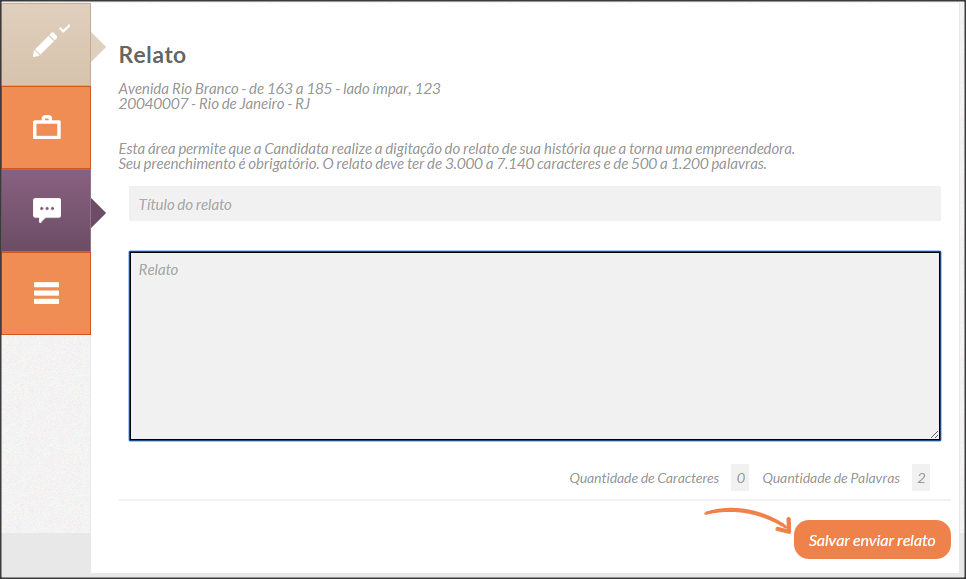 Relato
Avenida Rio Branco - de 163 a 185 - lado ímpar, 123
20040007 - Rio de Janeiro - RJ
Esta área permite que a Candidata realize a digitação do relato de sua história que a torna uma empreendedora.
Seu preenchimento é obrigatório. O relato deve ter de 3.000 a 7.140 caracteres e de 500 a 1.200 palavras.
Título do relato
Relato
Quantidade de Caracteres 0 Quantidade de Palavras 2
Salvar enviar relato